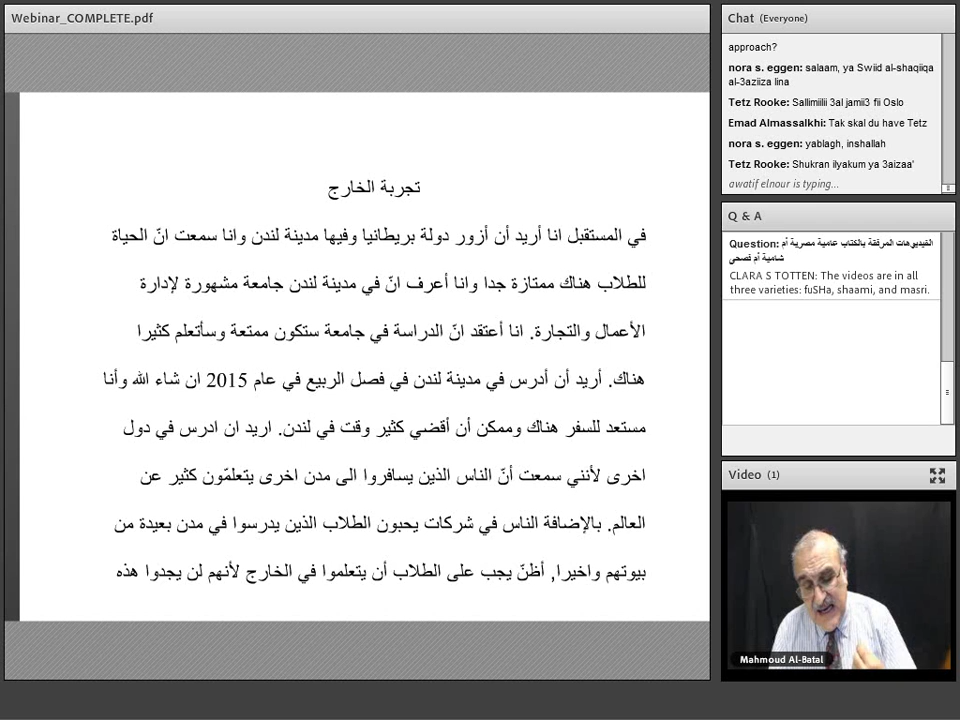 Webinar_COMPLETE.pdf
تجربة الخارج
في المستقبل انا أريد أن أزور دولة بريطانيا وفيها مدينة لندن وانا سمعت انّ الحياة
للطلاب هناك ممتازة جدا وانا أعرف انّ في مدينة لندن جامعة مشهورة لإدارة
الأعمال والتجارة. انا أعتقد انّ الدراسة في جامعة ستكون ممتعة وسأتعلم كثيرا
هناك. أريد أن أدرس في مدينة لندن في فصل الربيع في عام 2015 ان شاء الله وأنا
مستعد للسفر هناك وممكن أن أقضي كثير وقت في لندن. اريد ان ادرس في دول
اخرى لأنني سمعت أنّ الناس الذين يسافروا الى مدن اخرى يتعلمّون كثير عن
العالم. بالإضافة الناس في شركات يحبون الطلاب الذين يدرسوا في مدن بعيدة من
بيوتهم واخيرا, أظنّ يجب على الطلاب أن يتعلموا في الخارج لأنهم لن يجدوا هذه
Chat (Everyone)
approach?
nora s. eggen: salaam, ya Swiid al-shaqiiqa
al-3aziiza lina
Tetz Rooke: Sallimilii 3al jamii3 fii Oslo
Emad Almassalkhi: Tak skal du have Tetz
nora s. eggen: yablagh, inshallah
Tetz Rooke: Shukran ilyakum ya 3aizaa'
awatif elnour is typing...
Q & A
Question: الفيديوهات المرفقة بالكتاب عامية مصرية أم
شامية أم فصحى
CLARA S TOTTEN: The videos are in all
three varieties: fuSHa, shaami, and masri.
Video (1)
Mahmoud Al-Batal